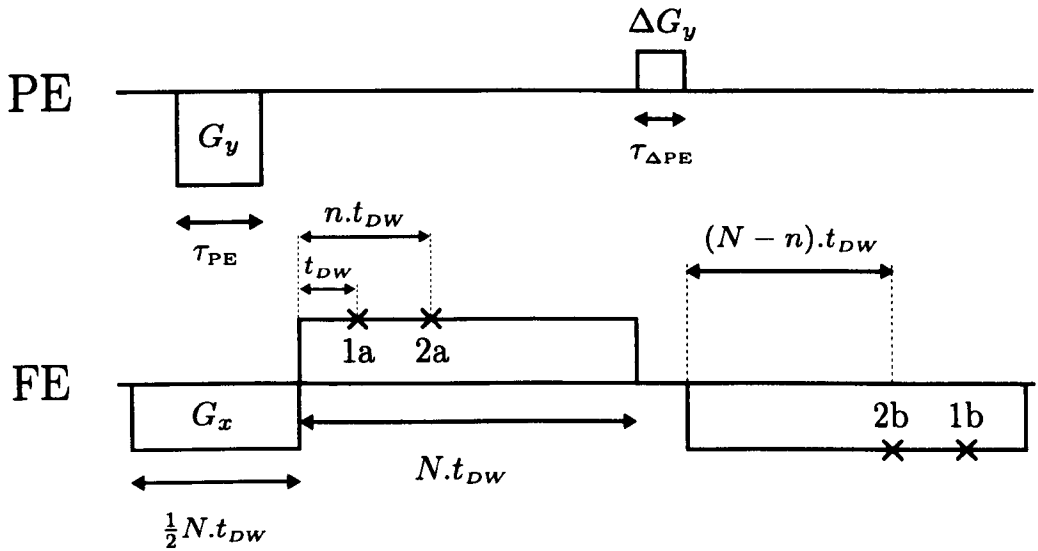 ΔG_y
PE
G_y
τ_ΔPE
n.t_DW
(N − n).t_DW
τ_PE
t_DW
1a 2a
FE
G_x
2b 1b
N.t_DW
½N.t_DW